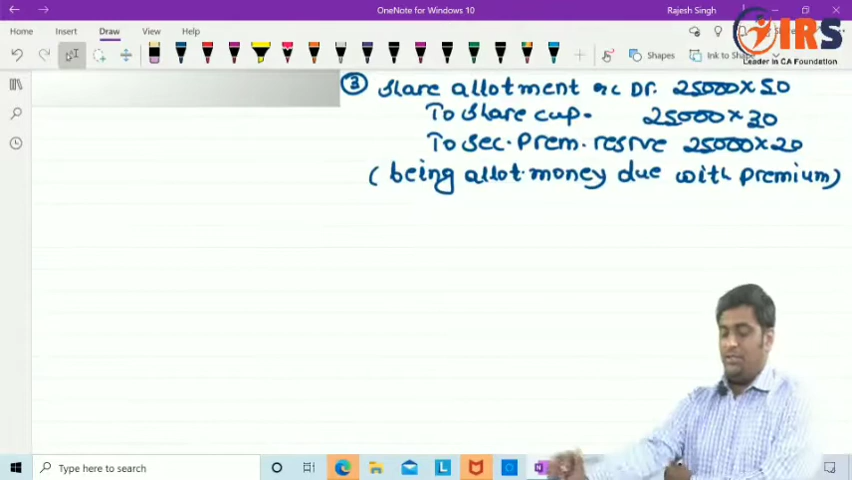 OneNote for Windows 10
Rajesh Singh
Home Insert Draw View Help
Shapes Ink to Shape
IRS
Leader in CA Foundation
③ Share allotment a/c Dr. 25000×50
To Share cap. 25000×30
To Sec. Prem. resrve 25000×20
(being allot. money due with premium)
Type here to search